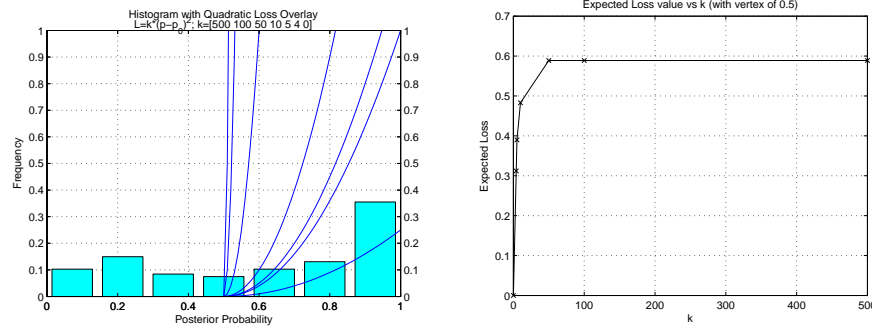 Histogram with Quadratic Loss Overlay
L=k*(p−p₀)²; k=[500 100 50 10 5 4 0]
1 1
0.9 0.9
0.8 0.8
0.7 0.7
0.6 0.6
0.5 0.5
0.4 0.4
0.3 0.3
0.2 0.2
0.1 0.1
0 0
0 0.2 0.4 0.6 0.8 1
Frequency
Posterior Probability
Expected Loss value vs k (with vertex of 0.5)
0.7
0.6
0.5
0.4
0.3
0.2
0.1
0
0 100 200 300 400 500
Expected Loss
k